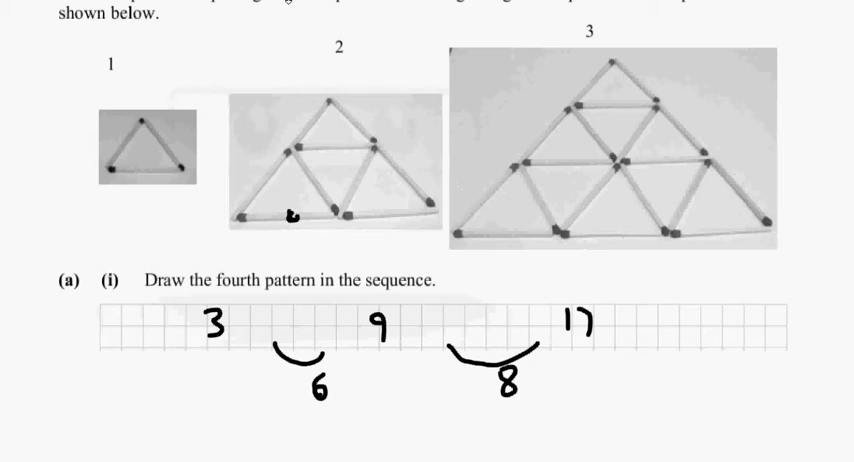 shown below.
1
2
3
(a) (i) Draw the fourth pattern in the sequence.
3 9 17
6 8